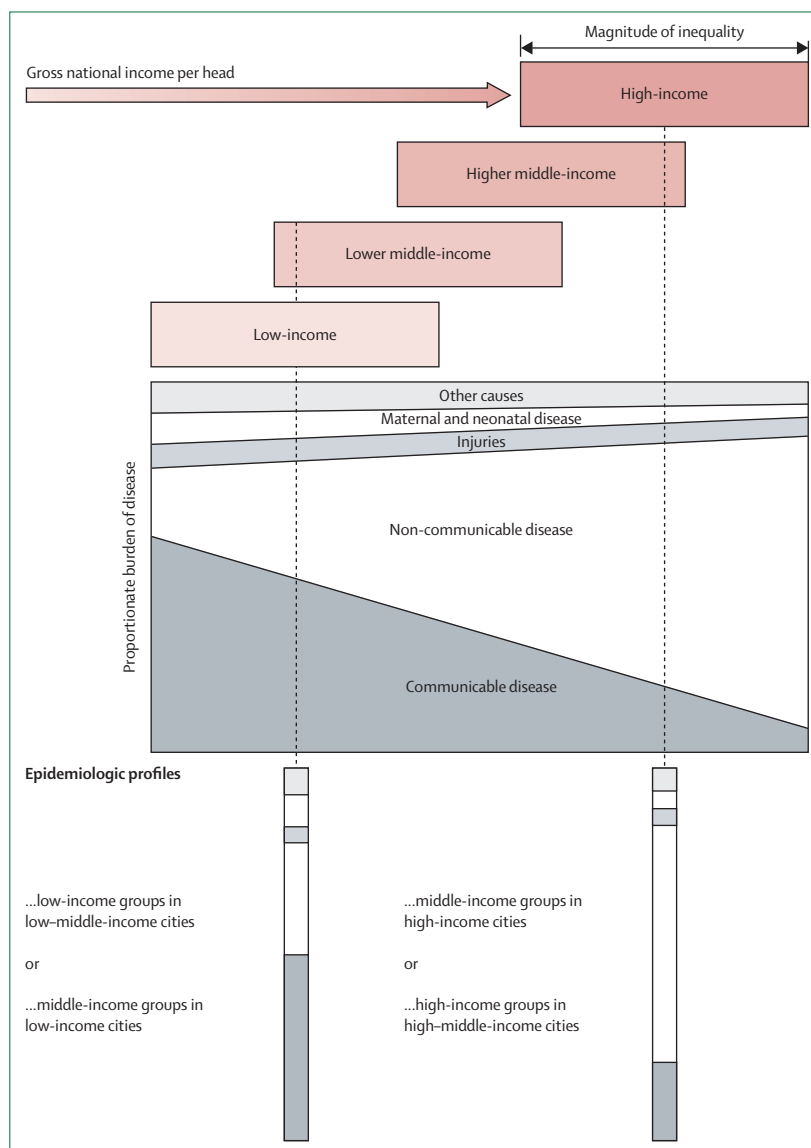 Magnitude of inequality
Gross national income per head
High-income
Higher middle-income
Lower middle-income
Low-income
Other causes
Maternal and neonatal disease
Injuries
Non-communicable disease
Communicable disease
Proportionate burden of disease
Epidemiologic profiles
...low-income groups in
low–middle-income cities
or
...middle-income groups in
low-income cities
...middle-income groups in
high-income cities
or
...high-income groups in
high–middle-income cities